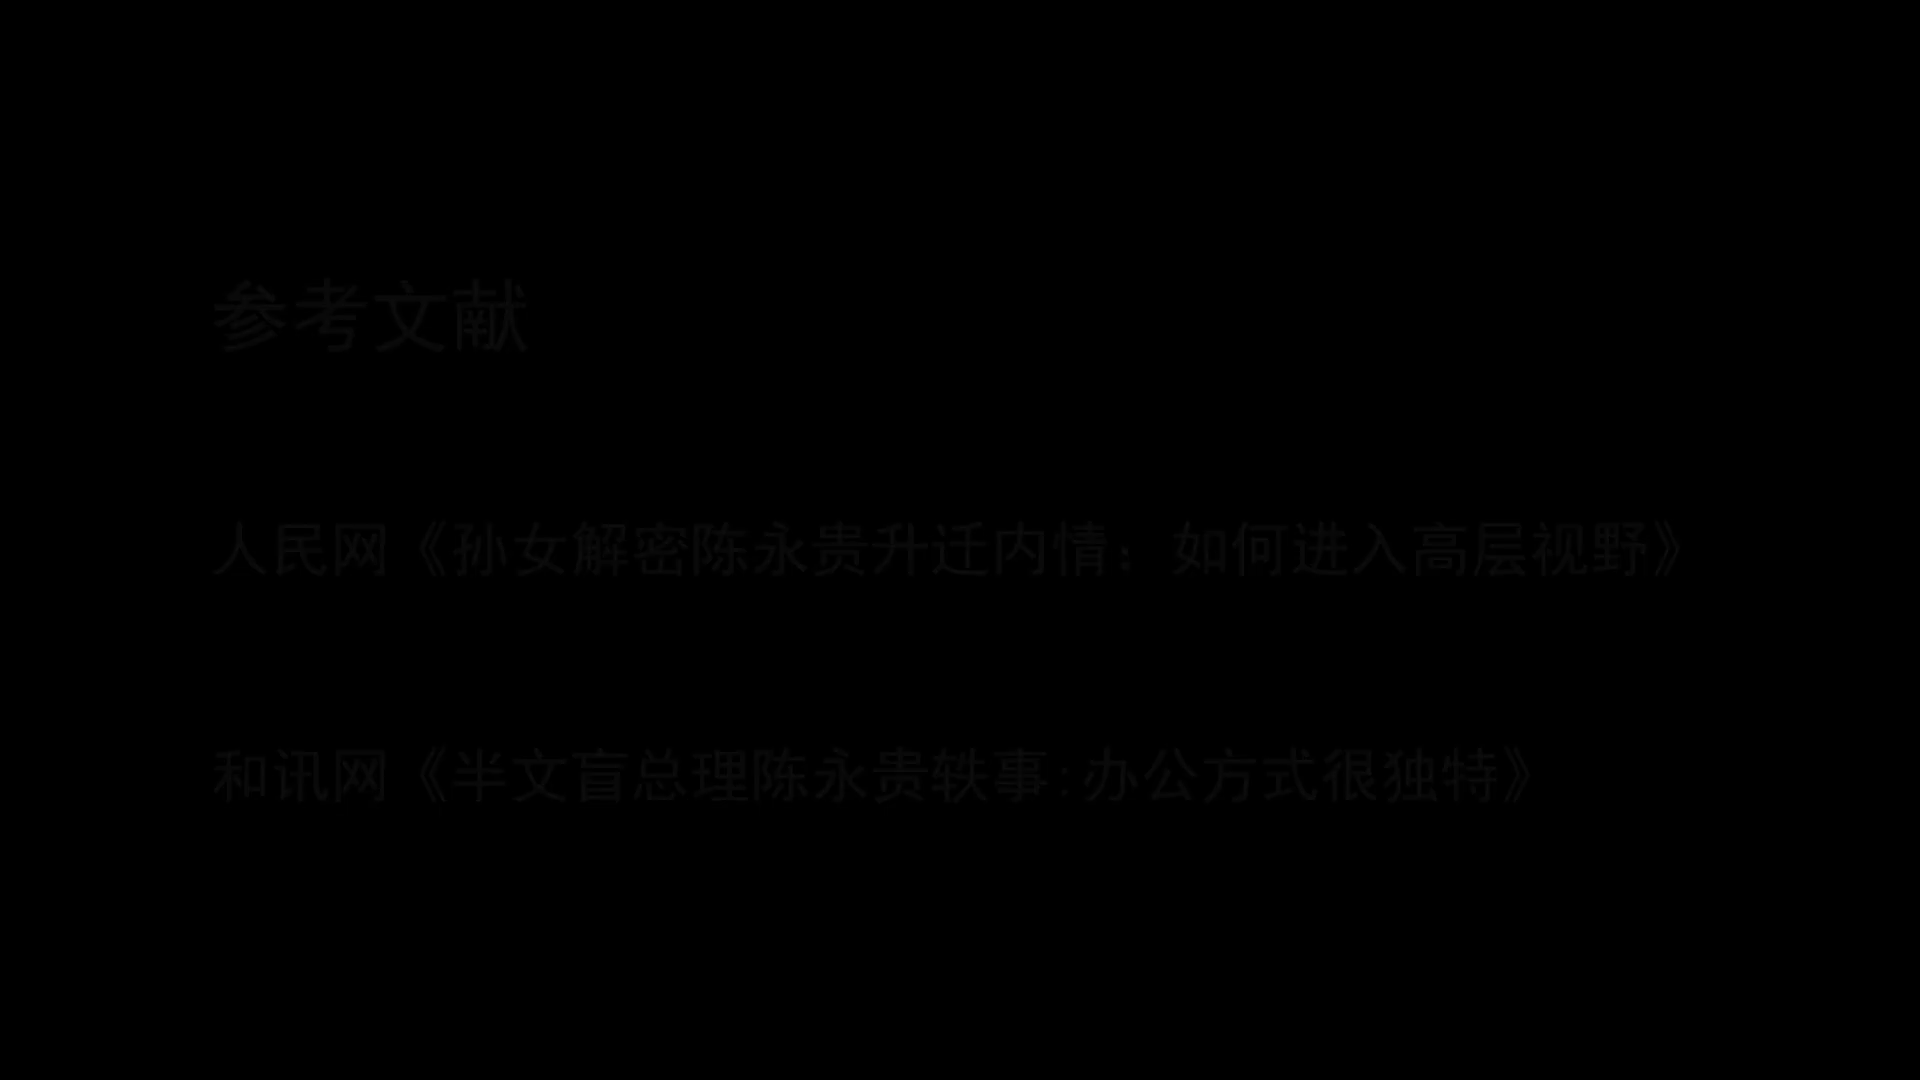 参考文献
人民网《孙女解密陈永贵升迁内情：如何进入高层视野》
和讯网《半文盲总理陈永贵轶事:办公方式很独特》